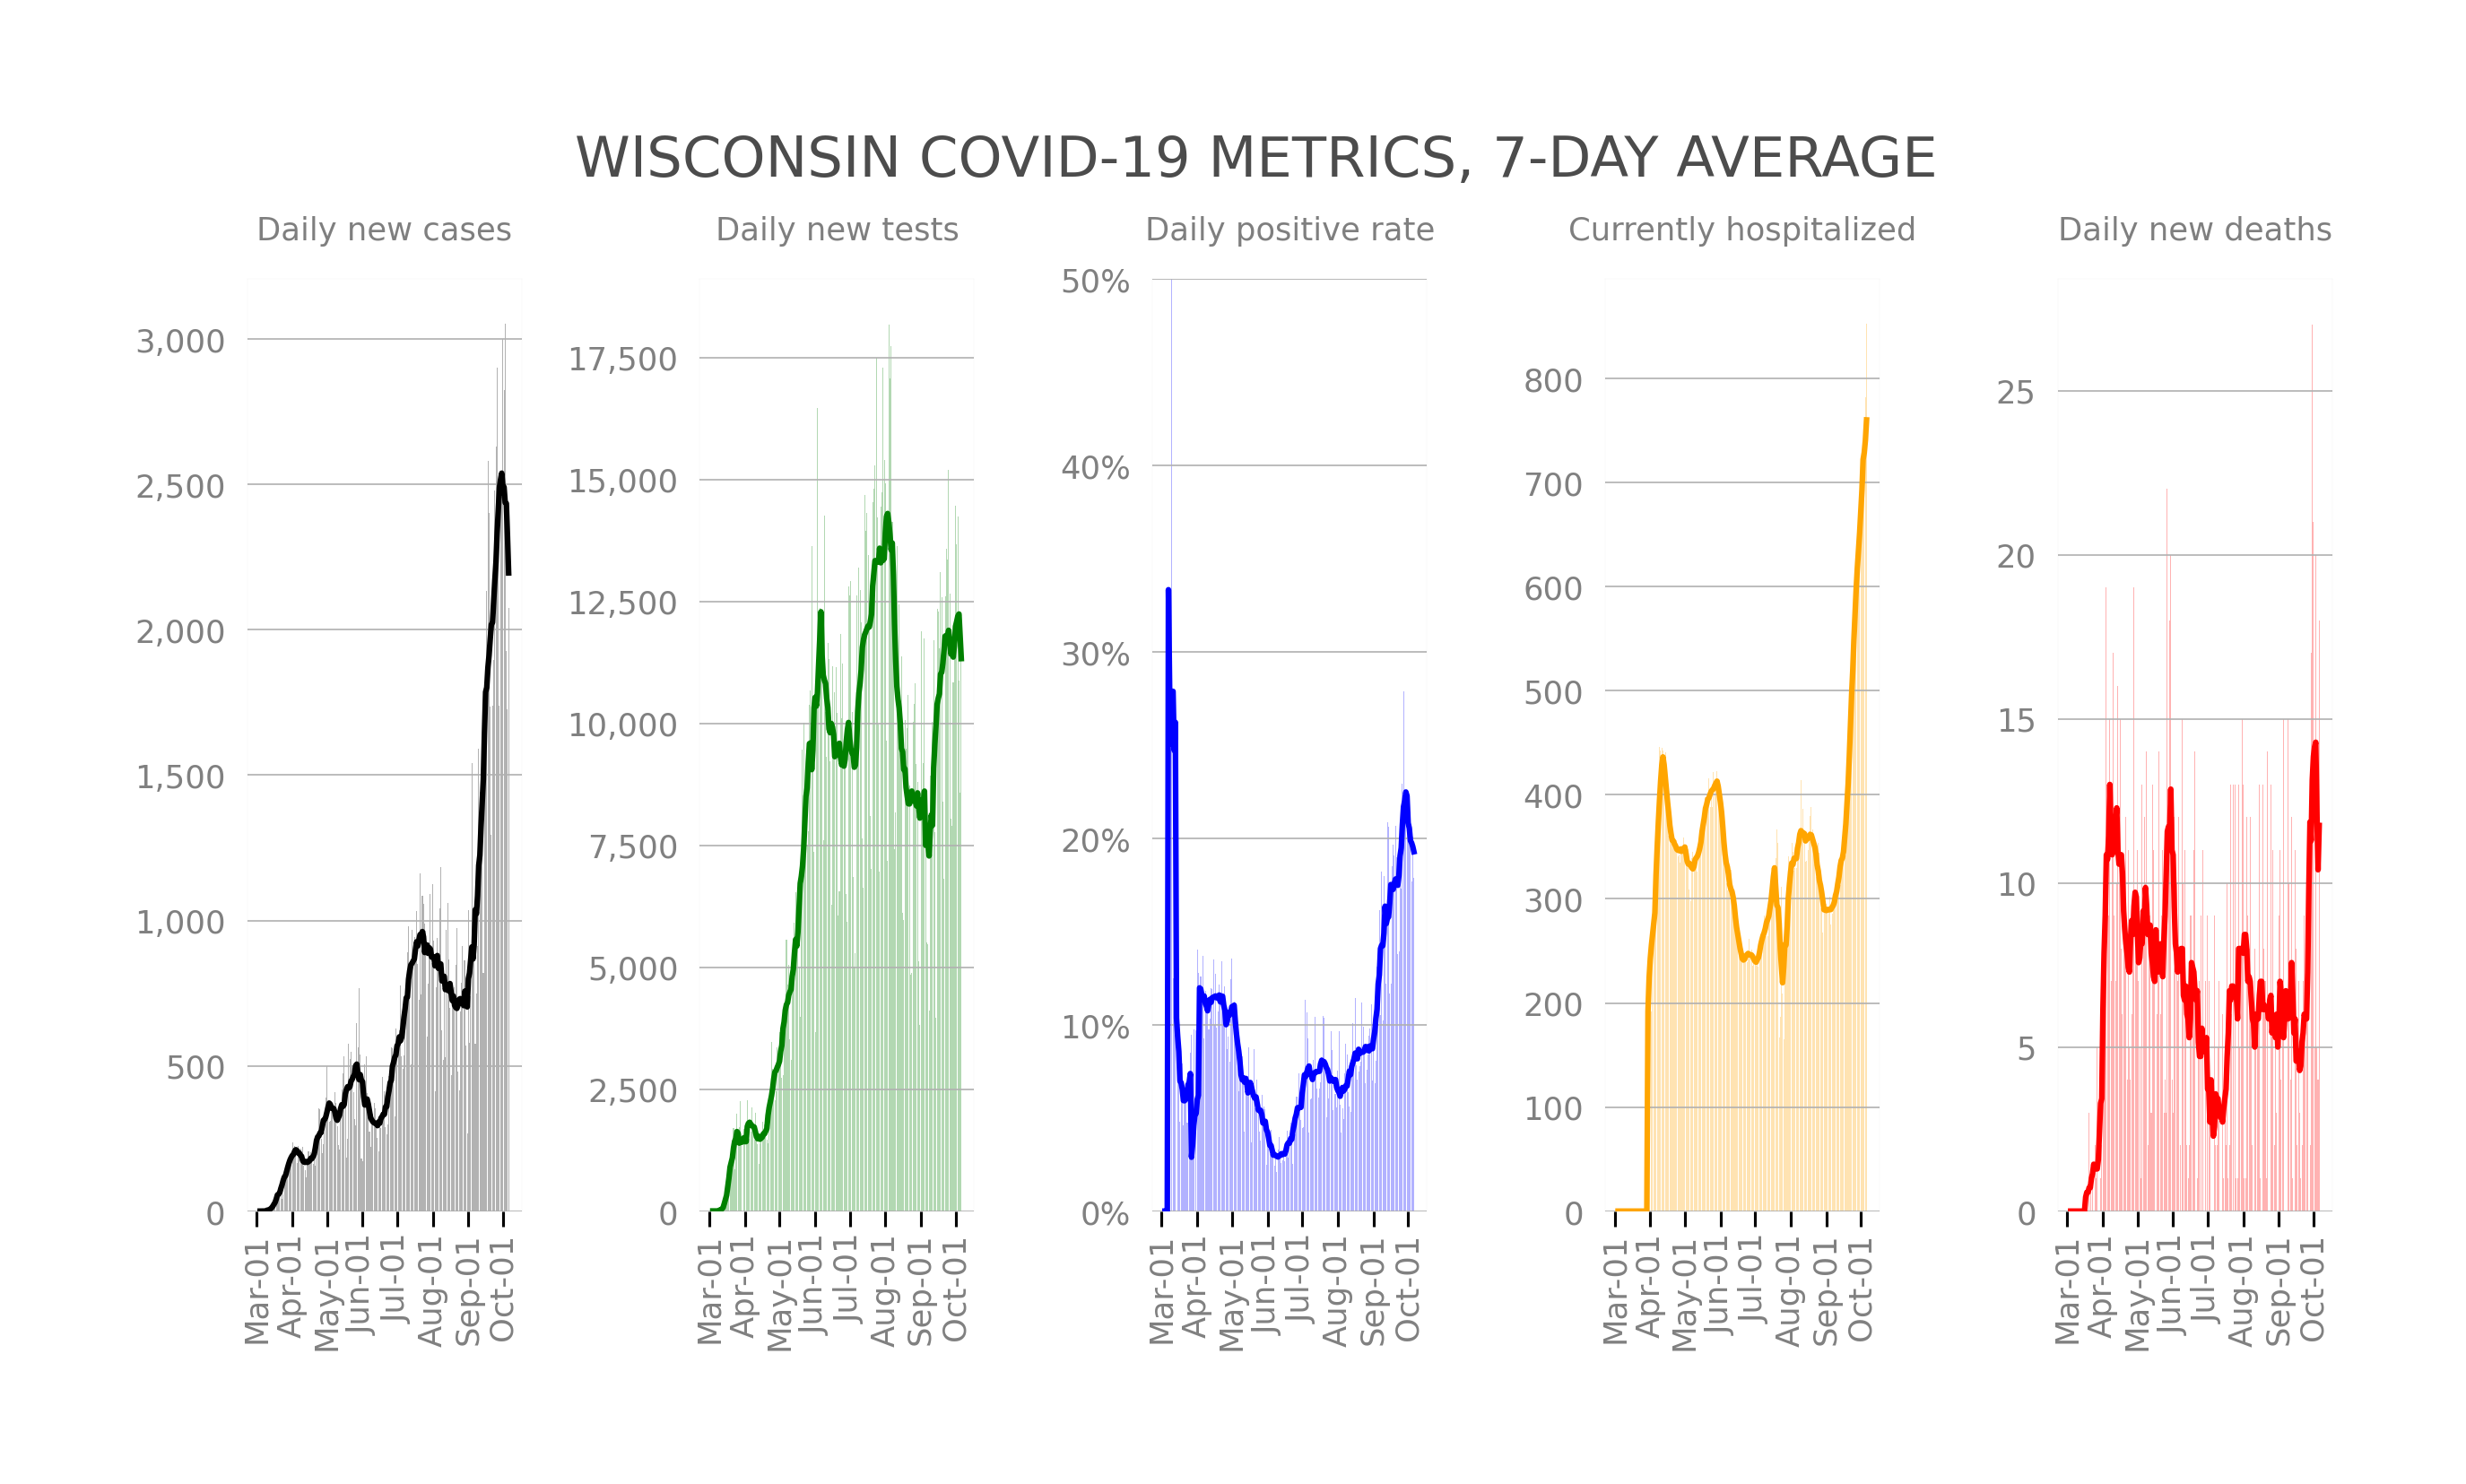 WISCONSIN COVID-19 METRICS, 7-DAY AVERAGE
Daily new cases
3,000
2,500
2,000
1,500
1,000
500
0
Mar-01
Apr-01
May-01
Jun-01
Jul-01
Aug-01
Sep-01
Oct-01
Daily new tests
17,500
15,000
12,500
10,000
7,500
5,000
2,500
0
Mar-01
Apr-01
May-01
Jun-01
Jul-01
Aug-01
Sep-01
Oct-01
Daily positive rate
50%
40%
30%
20%
10%
0%
Mar-01
Apr-01
May-01
Jun-01
Jul-01
Aug-01
Sep-01
Oct-01
Currently hospitalized
800
700
600
500
400
300
200
100
0
Mar-01
Apr-01
May-01
Jun-01
Jul-01
Aug-01
Sep-01
Oct-01
Daily new deaths
25
20
15
10
5
0
Mar-01
Apr-01
May-01
Jun-01
Jul-01
Aug-01
Sep-01
Oct-01